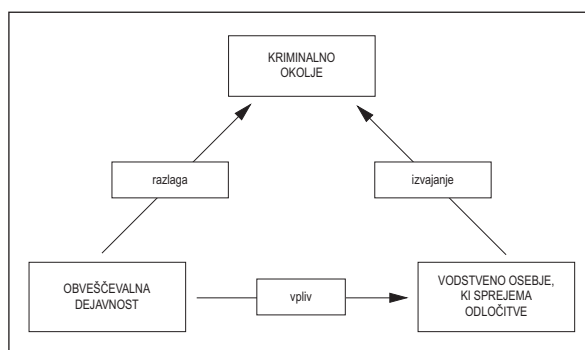 KRIMINALNO
OKOLJE
razlaga
izvajanje
OBVEŠČEVALNA
DEJAVNOST
vpliv
VODSTVENO OSEBJE,
KI SPREJEMA
ODLOČITVE